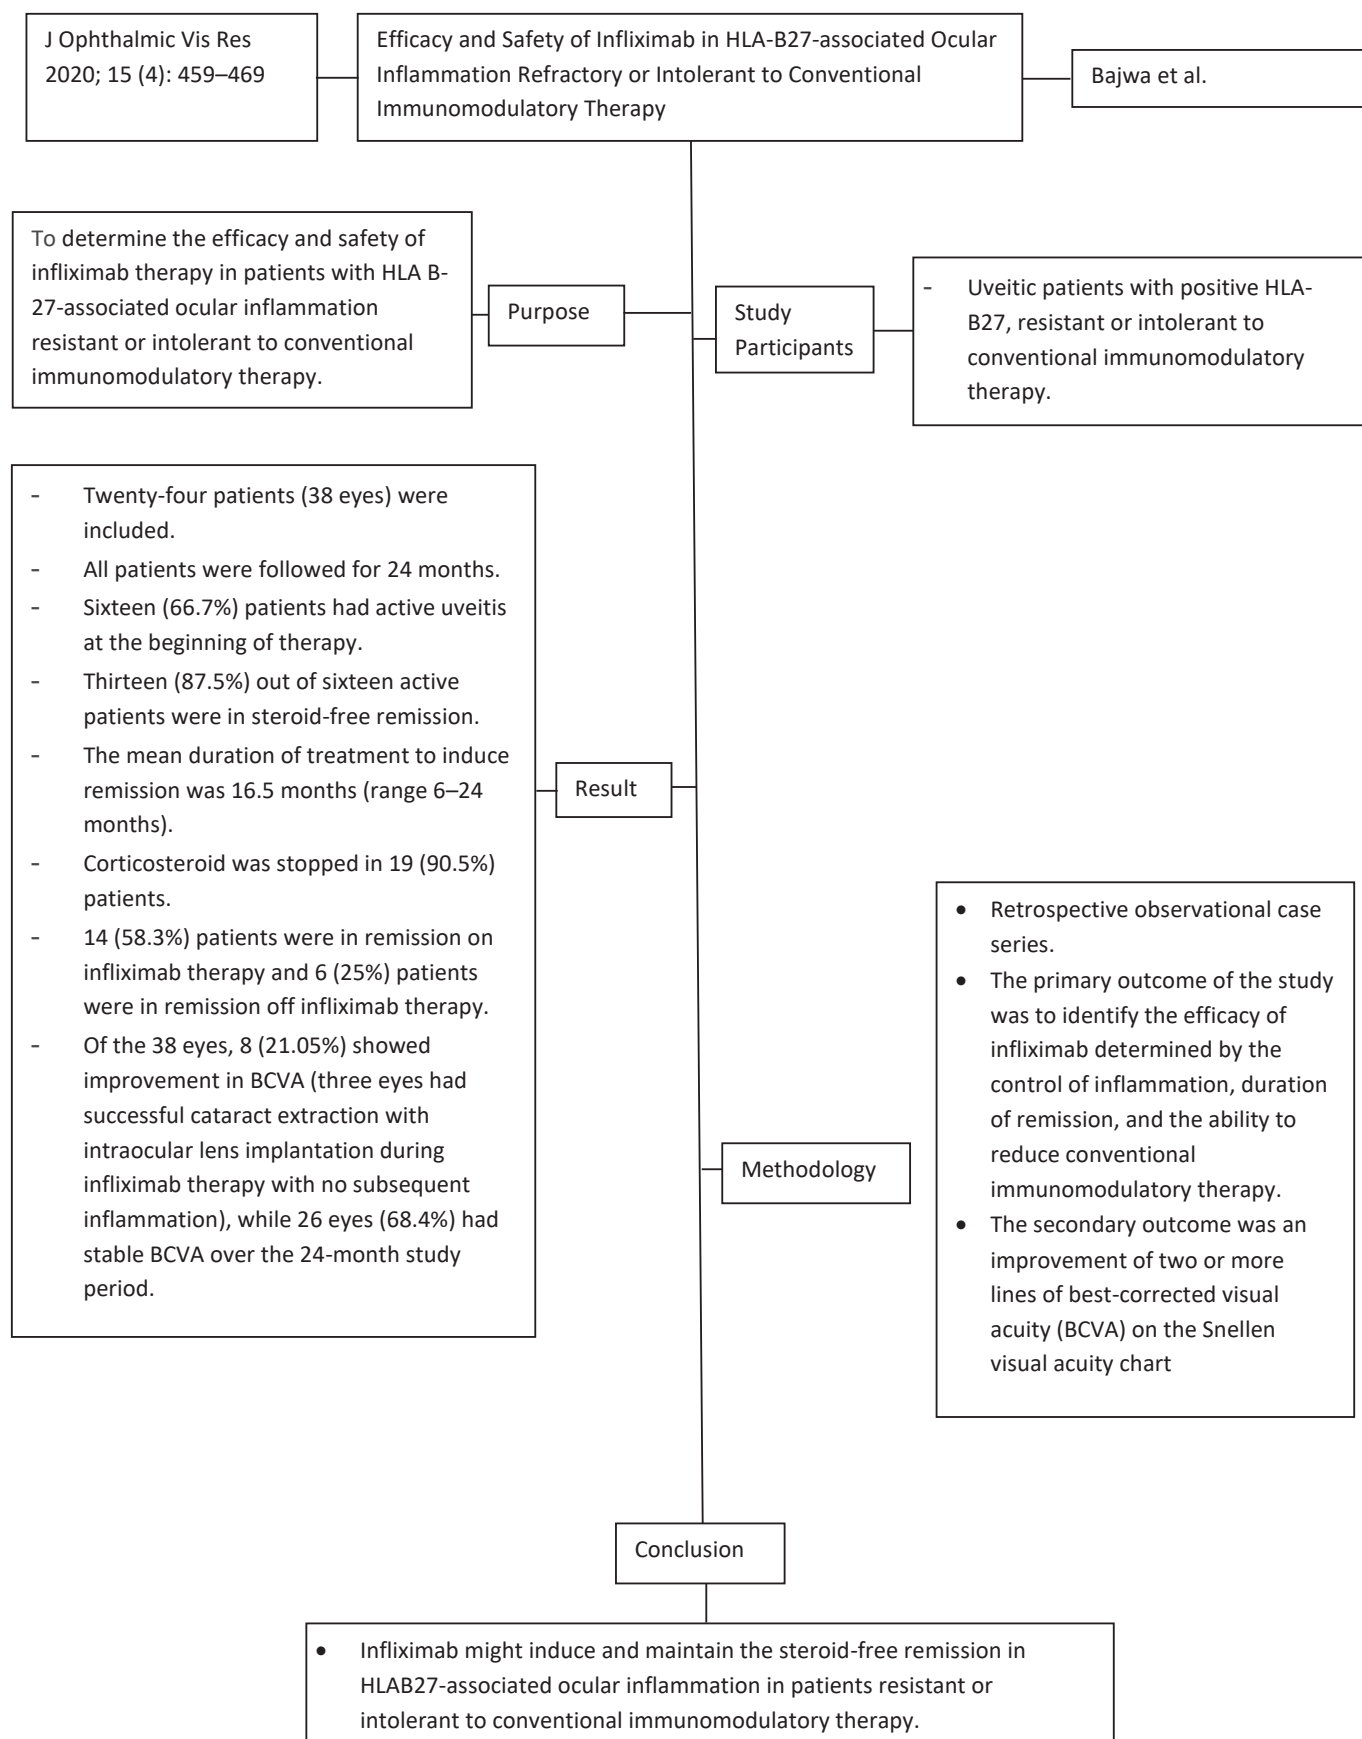 J Ophthalmic Vis Res
2020; 15 (4): 459–469
Efficacy and Safety of Infliximab in HLA-B27-associated Ocular
Inflammation Refractory or Intolerant to Conventional
Immunomodulatory Therapy
Bajwa et al.
To determine the efficacy and safety of
infliximab therapy in patients with HLA B-
27-associated ocular inflammation
resistant or intolerant to conventional
immunomodulatory therapy.
Purpose
Study
Participants
- Uveitic patients with positive HLA-
B27, resistant or intolerant to
conventional immunomodulatory
therapy.
- Twenty-four patients (38 eyes) were
included.
- All patients were followed for 24 months.
- Sixteen (66.7%) patients had active uveitis
at the beginning of therapy.
- Thirteen (87.5%) out of sixteen active
patients were in steroid-free remission.
- The mean duration of treatment to induce
remission was 16.5 months (range 6–24
months).
- Corticosteroid was stopped in 19 (90.5%)
patients.
- 14 (58.3%) patients were in remission on
infliximab therapy and 6 (25%) patients
were in remission off infliximab therapy.
- Of the 38 eyes, 8 (21.05%) showed
improvement in BCVA (three eyes had
successful cataract extraction with
intraocular lens implantation during
infliximab therapy with no subsequent
inflammation), while 26 eyes (68.4%) had
stable BCVA over the 24-month study
period.
Result
Methodology
• Retrospective observational case
series.
• The primary outcome of the study
was to identify the efficacy of
infliximab determined by the
control of inflammation, duration
of remission, and the ability to
reduce conventional
immunomodulatory therapy.
• The secondary outcome was an
improvement of two or more
lines of best-corrected visual
acuity (BCVA) on the Snellen
visual acuity chart
Conclusion
• Infliximab might induce and maintain the steroid-free remission in
HLAB27-associated ocular inflammation in patients resistant or
intolerant to conventional immunomodulatory therapy.